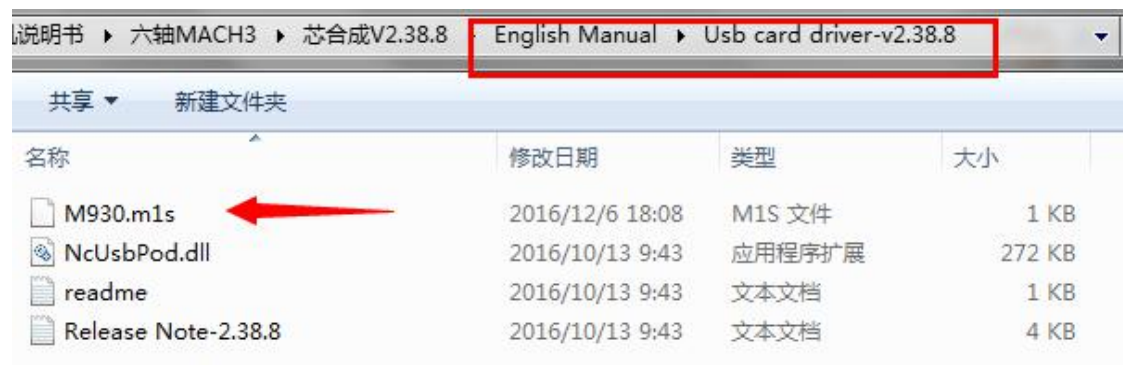 说明书 ▸ 六轴MACH3 ▸ 芯合成V2.38.8 English Manual ▸ Usb card driver-v2.38.8
共享 新建文件夹
名称 修改日期 类型 大小
M930.m1s 2016/12/6 18:08 M1S 文件 1 KB
NcUsbPod.dll 2016/10/13 9:43 应用程序扩展 272 KB
readme 2016/10/13 9:43 文本文档 1 KB
Release Note-2.38.8 2016/10/13 9:43 文本文档 4 KB